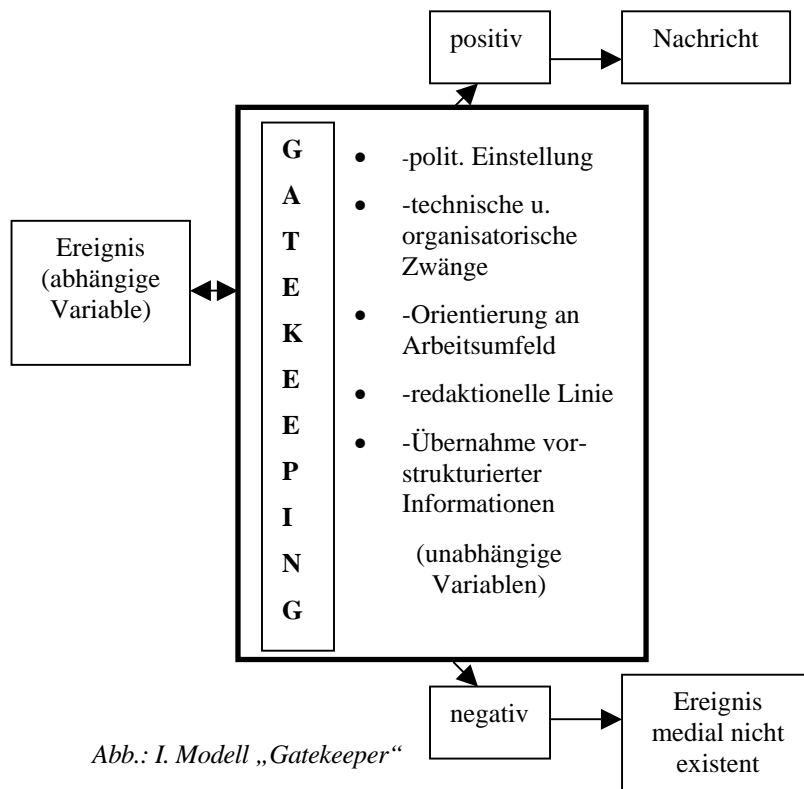 positiv
Nachricht
Ereignis
(abhängige
Variable)
G
A
T
E
K
E
E
P
I
N
G
• -polit. Einstellung
• -technische u.
organisatorische
Zwänge
• -Orientierung an
Arbeitsumfeld
• -redaktionelle Linie
• -Übernahme vor-
strukturierter
Informationen
(unabhängige
Variablen)
negativ
Ereignis
medial nicht
existent
Abb.: I. Modell „Gatekeeper“